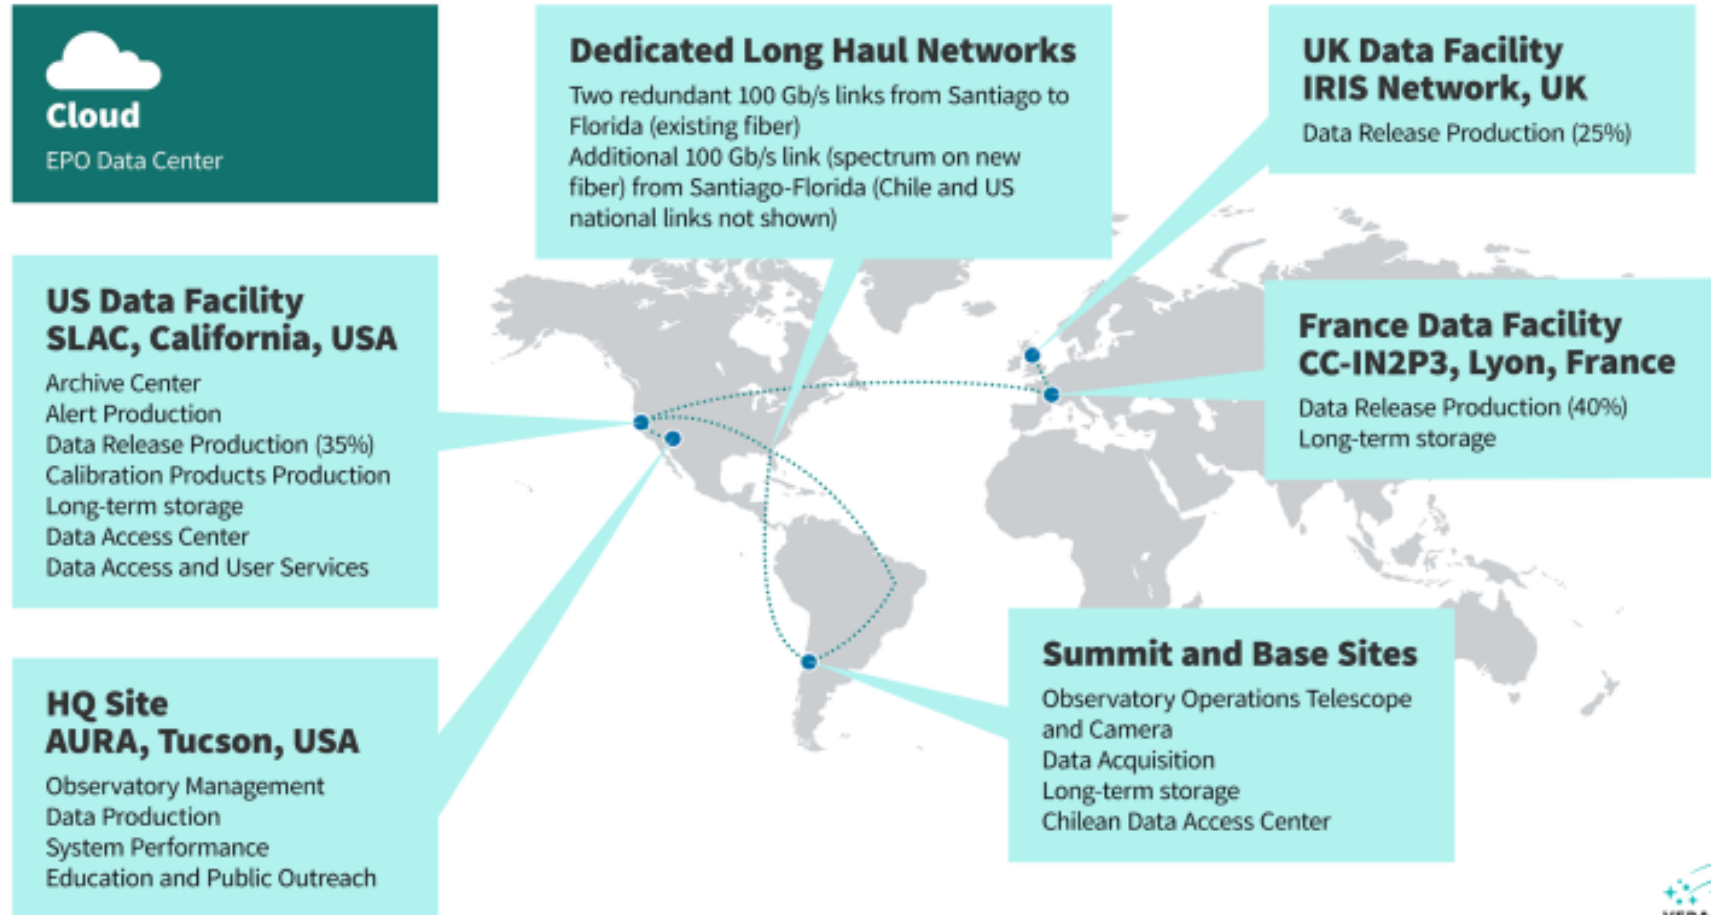 Cloud
EPO Data Center
Dedicated Long Haul Networks
Two redundant 100 Gb/s links from Santiago to
Florida (existing fiber)
Additional 100 Gb/s link (spectrum on new
fiber) from Santiago-Florida (Chile and US
national links not shown)
UK Data Facility
IRIS Network, UK
Data Release Production (25%)
US Data Facility
SLAC, California, USA
Archive Center
Alert Production
Data Release Production (35%)
Calibration Products Production
Long-term storage
Data Access Center
Data Access and User Services
France Data Facility
CC-IN2P3, Lyon, France
Data Release Production (40%)
Long-term storage
HQ Site
AURA, Tucson, USA
Observatory Management
Data Production
System Performance
Education and Public Outreach
Summit and Base Sites
Observatory Operations Telescope
and Camera
Data Acquisition
Long-term storage
Chilean Data Access Center